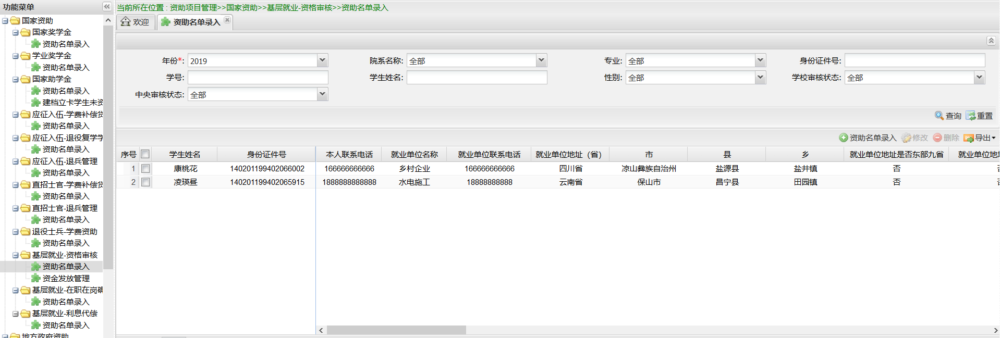 功能菜单
国家资助
国家奖学金
资助名单录入
学业奖学金
资助名单录入
国家助学金
资助名单录入
建档立卡学生未资
应征入伍-学费补偿贷
资助名单录入
应征入伍-退役复学学
资助名单录入
应征入伍-退兵管理
资助名单录入
直招士官-学费补偿贷
资助名单录入
直招士官-退兵管理
资助名单录入
退役士兵-学费资助
资助名单录入
基层就业-资格审核
资助名单录入
资金发放管理
基层就业-在职在岗确
资助名单录入
基层就业-利息代偿
资助名单录入
地方政府资助
当前所在位置 : 资助项目管理>>国家资助>>基层就业-资格审核>>资助名单录入
欢迎 资助名单录入
年份*: 2019 院系名称: 全部 专业: 全部 身份证件号:
学号: 学生姓名: 性别: 全部 学校审核状态: 全部
中央审核状态: 全部
查询 重置
资助名单录入 修改 删除 导出
序号 学生姓名 身份证件号 本人联系电话 就业单位名称 就业单位联系电话 就业单位地址（省） 市 县 乡 就业单位地址是否东部九省 就业单位地
1 康桃花 140201199402066002 166666666666 乡村企业 166666666666 四川省 凉山彝族自治州 盐源县 盐井镇 否
2 凌瑛昼 140201199402065915 1888888888888 水电施工 18888888888 云南省 保山市 昌宁县 田园镇 否